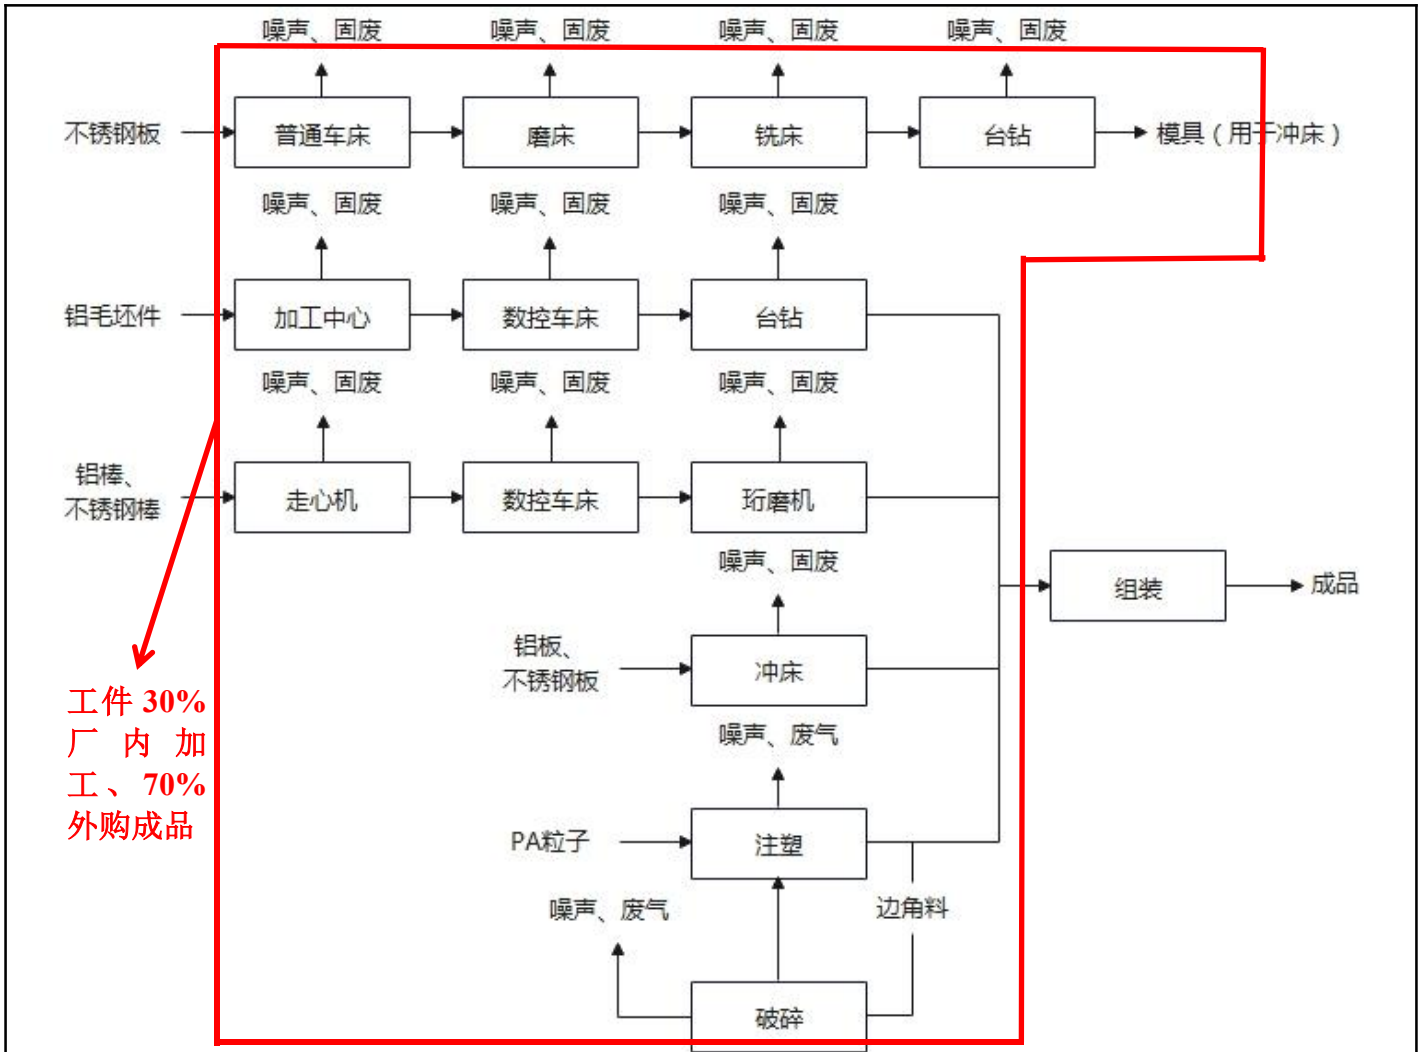 噪声、固废 噪声、固废 噪声、固废 噪声、固废
不锈钢板 普通车床 磨床 铣床 台钻 模具（用于冲床）
噪声、固废 噪声、固废 噪声、固废
铝毛坯件 加工中心 数控车床 台钻
噪声、固废 噪声、固废 噪声、固废
铝棒、
不锈钢棒 走心机 数控车床 珩磨机
噪声、固废
组装 成品
铝板、
不锈钢板 冲床
工件 30%
厂内加
工、70%
外购成品
噪声、废气
PA粒子 注塑
噪声、废气 边角料
破碎